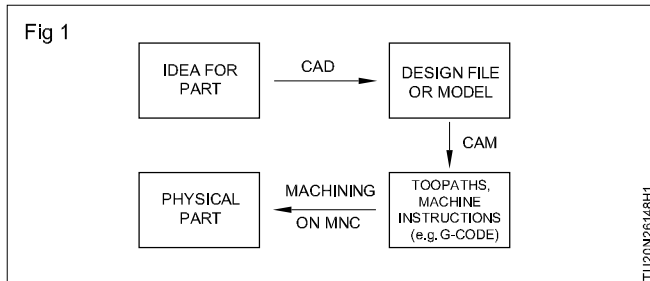 Fig 1
IDEA FOR
PART
CAD
DESIGN FILE
OR MODEL
CAM
TOOPATHS,
MACHINE
INSTRUCTIONS
(e.g. G-CODE)
MACHINING
ON MNC
PHYSICAL
PART
TU20N26148H1